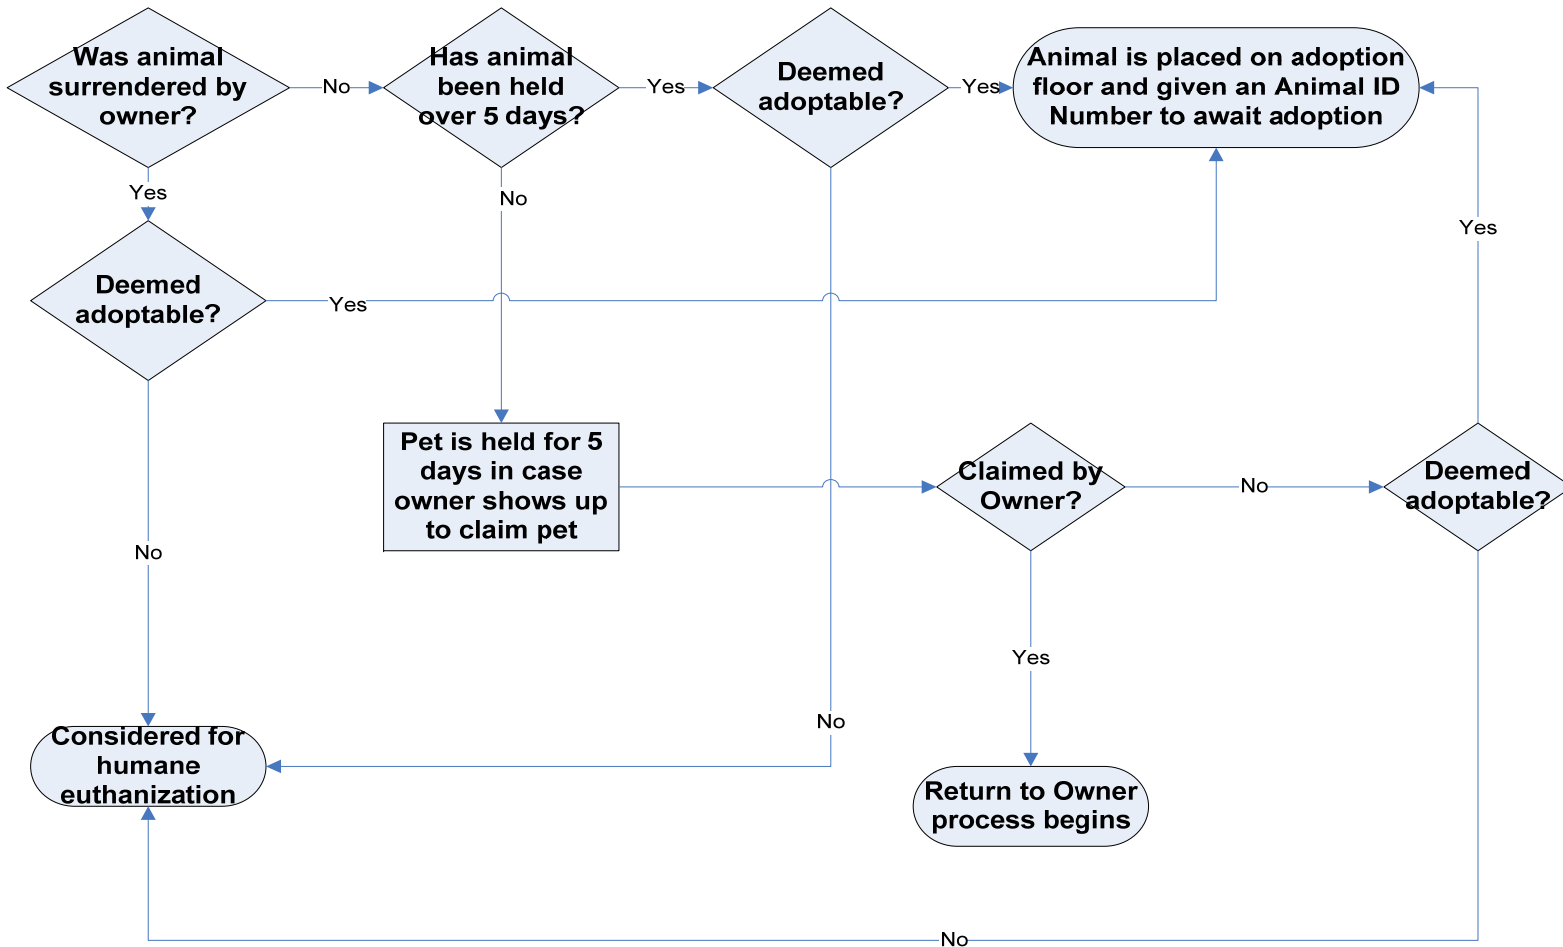 Was animal
surrendered by
owner?
No
Has animal
been held
over 5 days?
Yes
Deemed
adoptable?
Yes
Animal is placed on adoption
floor and given an Animal ID
Number to await adoption
Yes
No
Yes
Deemed
adoptable?
Yes
Pet is held for 5
days in case
owner shows up
to claim pet
Claimed by
Owner?
No
Deemed
adoptable?
No
Yes
No
Considered for
humane
euthanization
Return to Owner
process begins
No